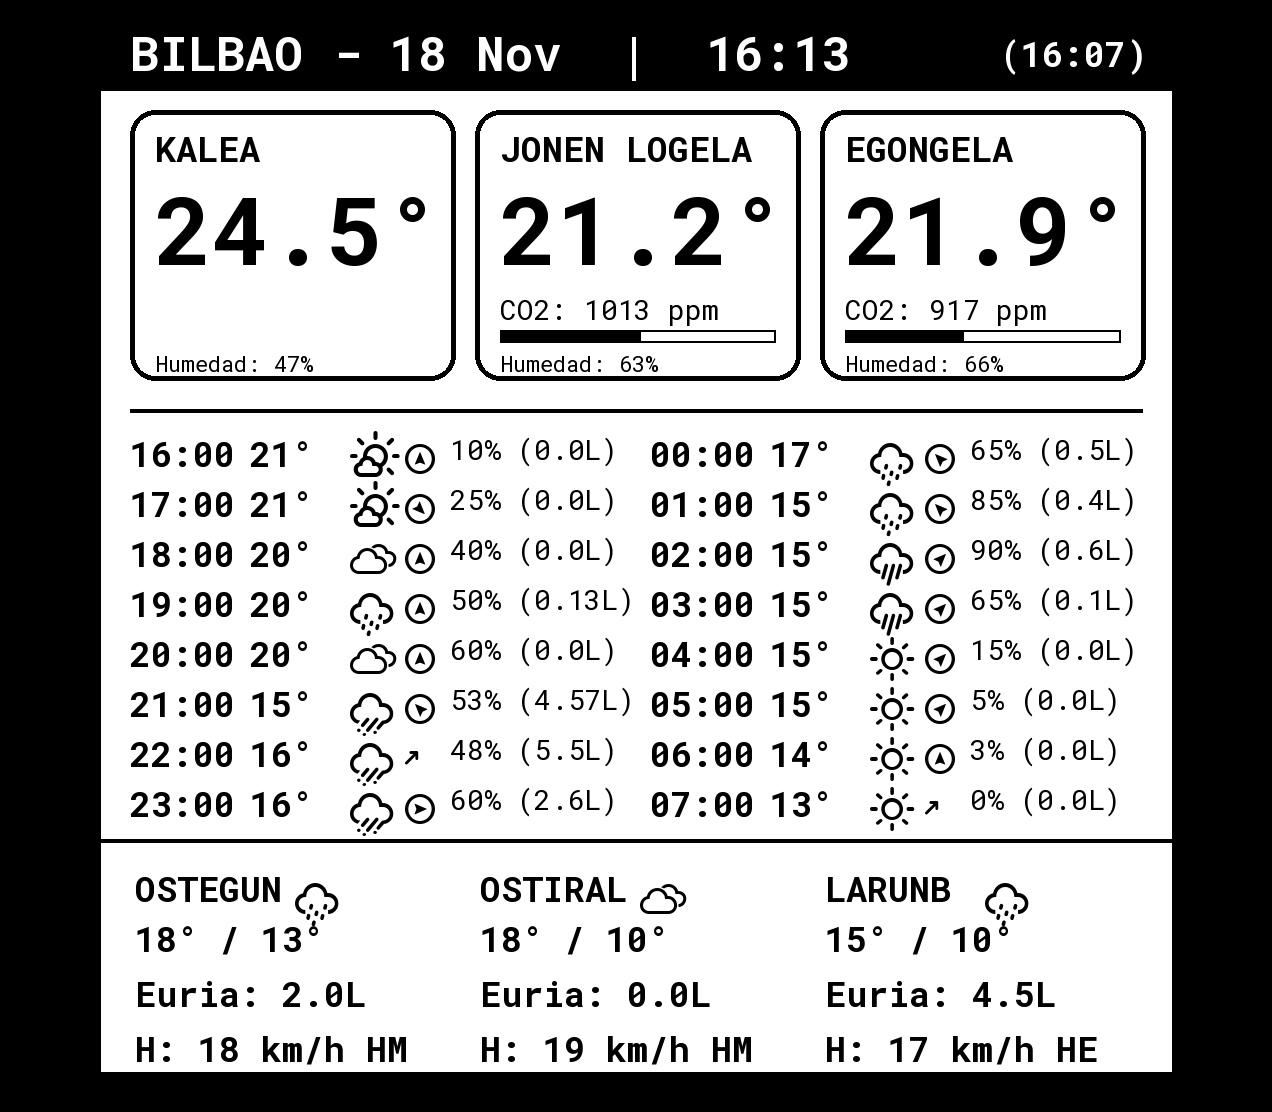 BILBAO - 18 Nov | 16:13 (16:07)
KALEA
24.5°
Humedad: 47%
JONEN LOGELA
21.2°
CO2: 1013 ppm
Humedad: 63%
EGONGELA
21.9°
CO2: 917 ppm
Humedad: 66%
16:00 21° 10% (0.0L)
17:00 21° 25% (0.0L)
18:00 20° 40% (0.0L)
19:00 20° 50% (0.13L)
20:00 20° 60% (0.0L)
21:00 15° 53% (4.57L)
22:00 16° 48% (5.5L)
23:00 16° 60% (2.6L)
00:00 17° 65% (0.5L)
01:00 15° 85% (0.4L)
02:00 15° 90% (0.6L)
03:00 15° 65% (0.1L)
04:00 15° 15% (0.0L)
05:00 15° 5% (0.0L)
06:00 14° 3% (0.0L)
07:00 13° 0% (0.0L)
OSTEGUN
18° / 13°
Euria: 2.0L
H: 18 km/h HM
OSTIRAL
18° / 10°
Euria: 0.0L
H: 19 km/h HM
LARUNB
15° / 10°
Euria: 4.5L
H: 17 km/h HE